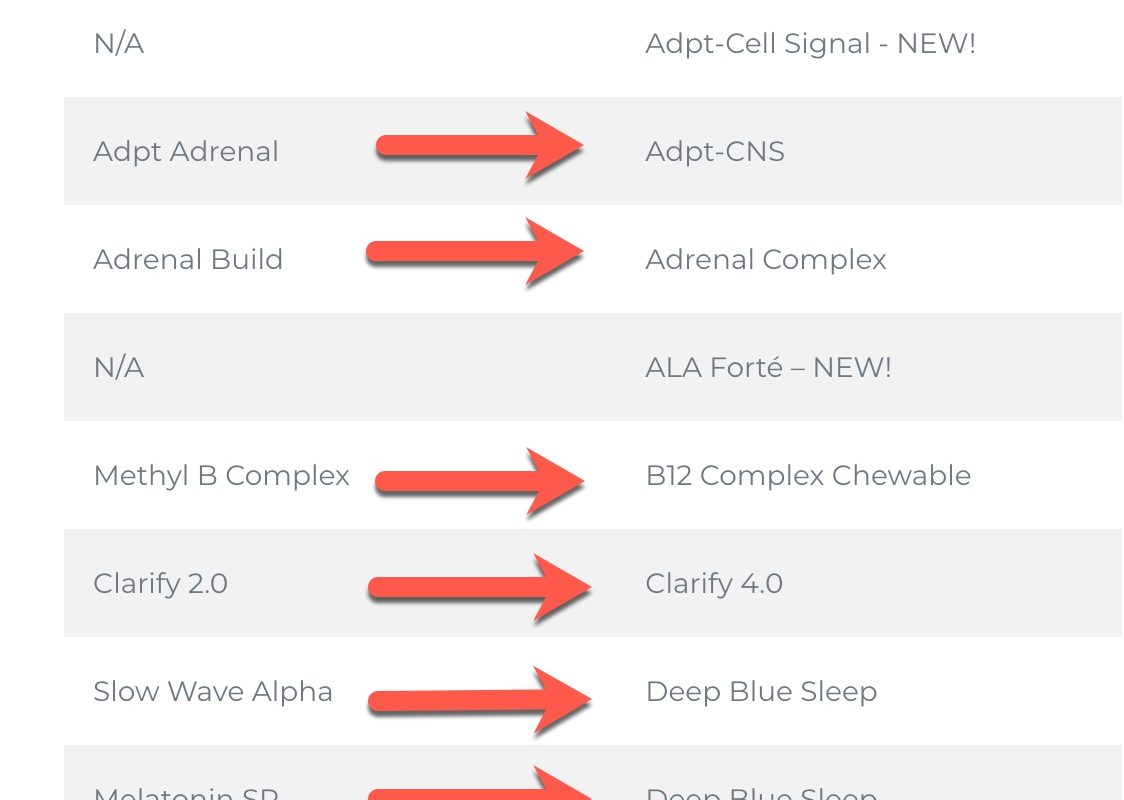 N/A Adpt-Cell Signal - NEW!
Adpt Adrenal Adpt-CNS
Adrenal Build Adrenal Complex
N/A ALA Forté – NEW!
Methyl B Complex B12 Complex Chewable
Clarify 2.0 Clarify 4.0
Slow Wave Alpha Deep Blue Sleep
Melatonin SR Deep Blue Sleep